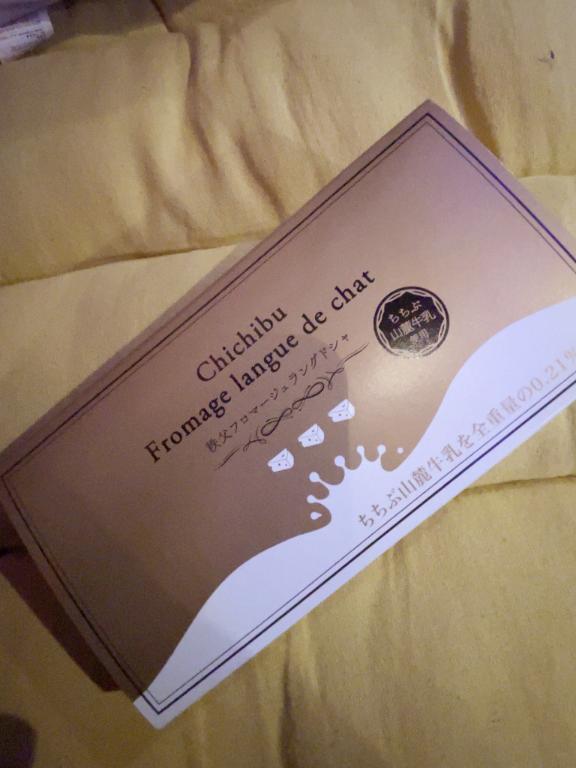 Chichibu
Fromage langue de chat
秩父フロマージュラングドシャ
ちちぶ
山麓牛乳
使用
ちちぶ山麓牛乳を全重量の0.21%